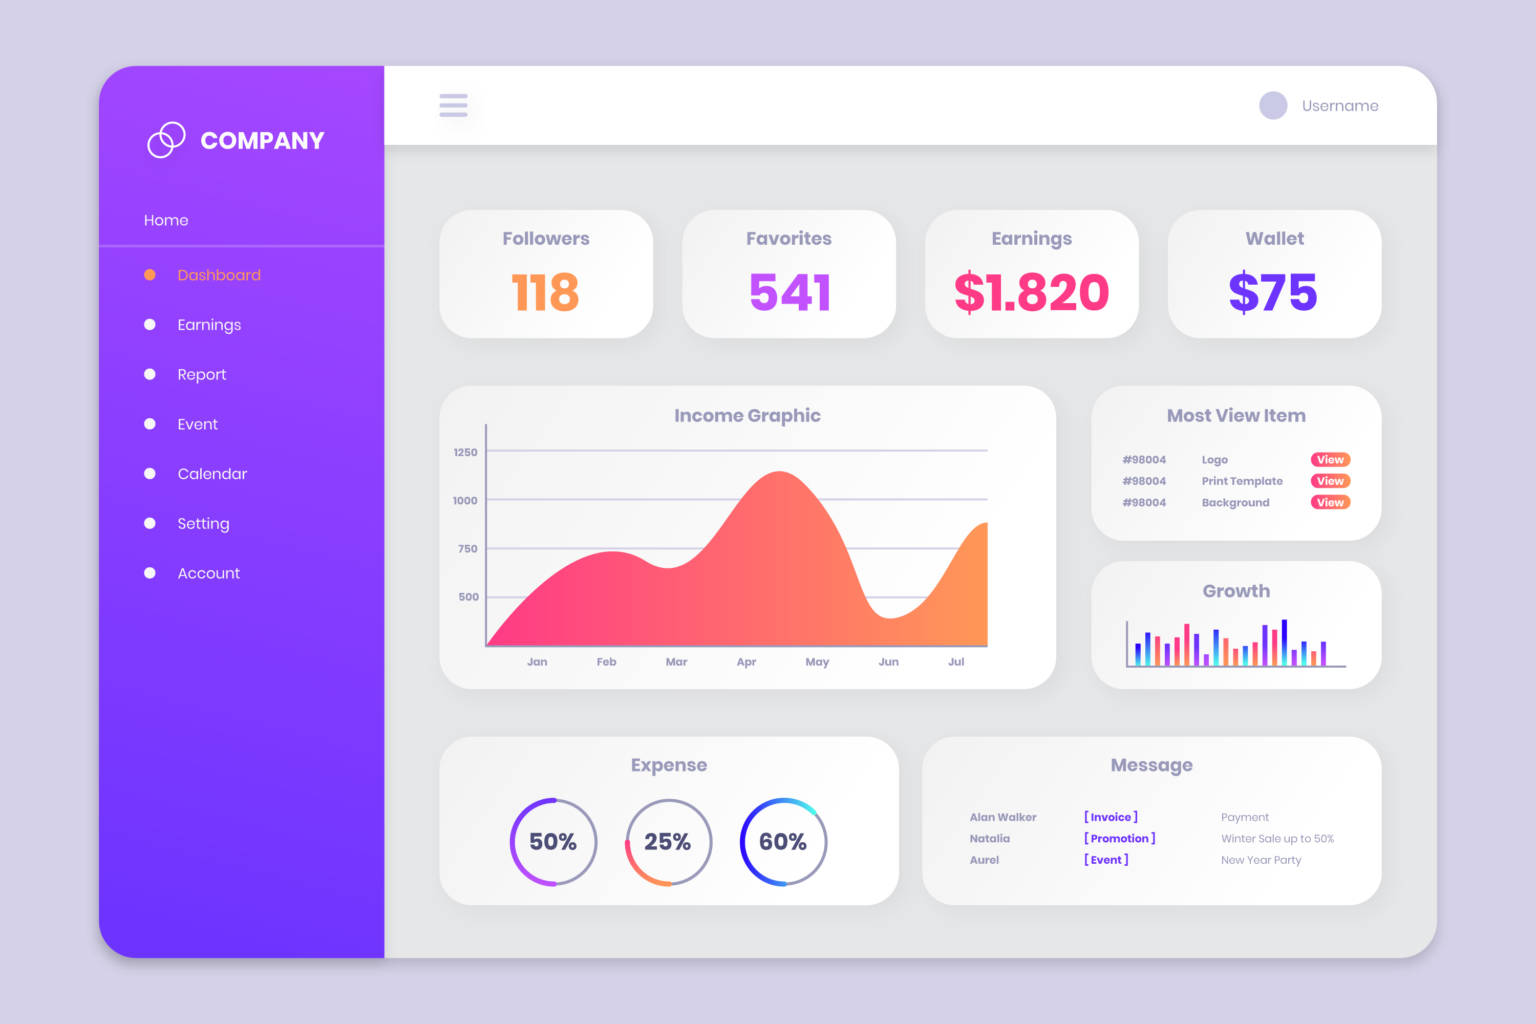 COMPANY
Home
Dashboard
Earnings
Report
Event
Calendar
Setting
Account
Username
Followers
118
Favorites
541
Earnings
$1.820
Wallet
$75
Income Graphic
1250
1000
750
500
Jan Feb Mar Apr May Jun Jul
Most View Item
#98004 Logo View
#98004 Print Template View
#98004 Background View
Growth
Expense
50% 25% 60%
Message
Alan Walker [ Invoice ] Payment
Natalia [ Promotion ] Winter Sale up to 50%
Aurel [ Event ] New Year Party